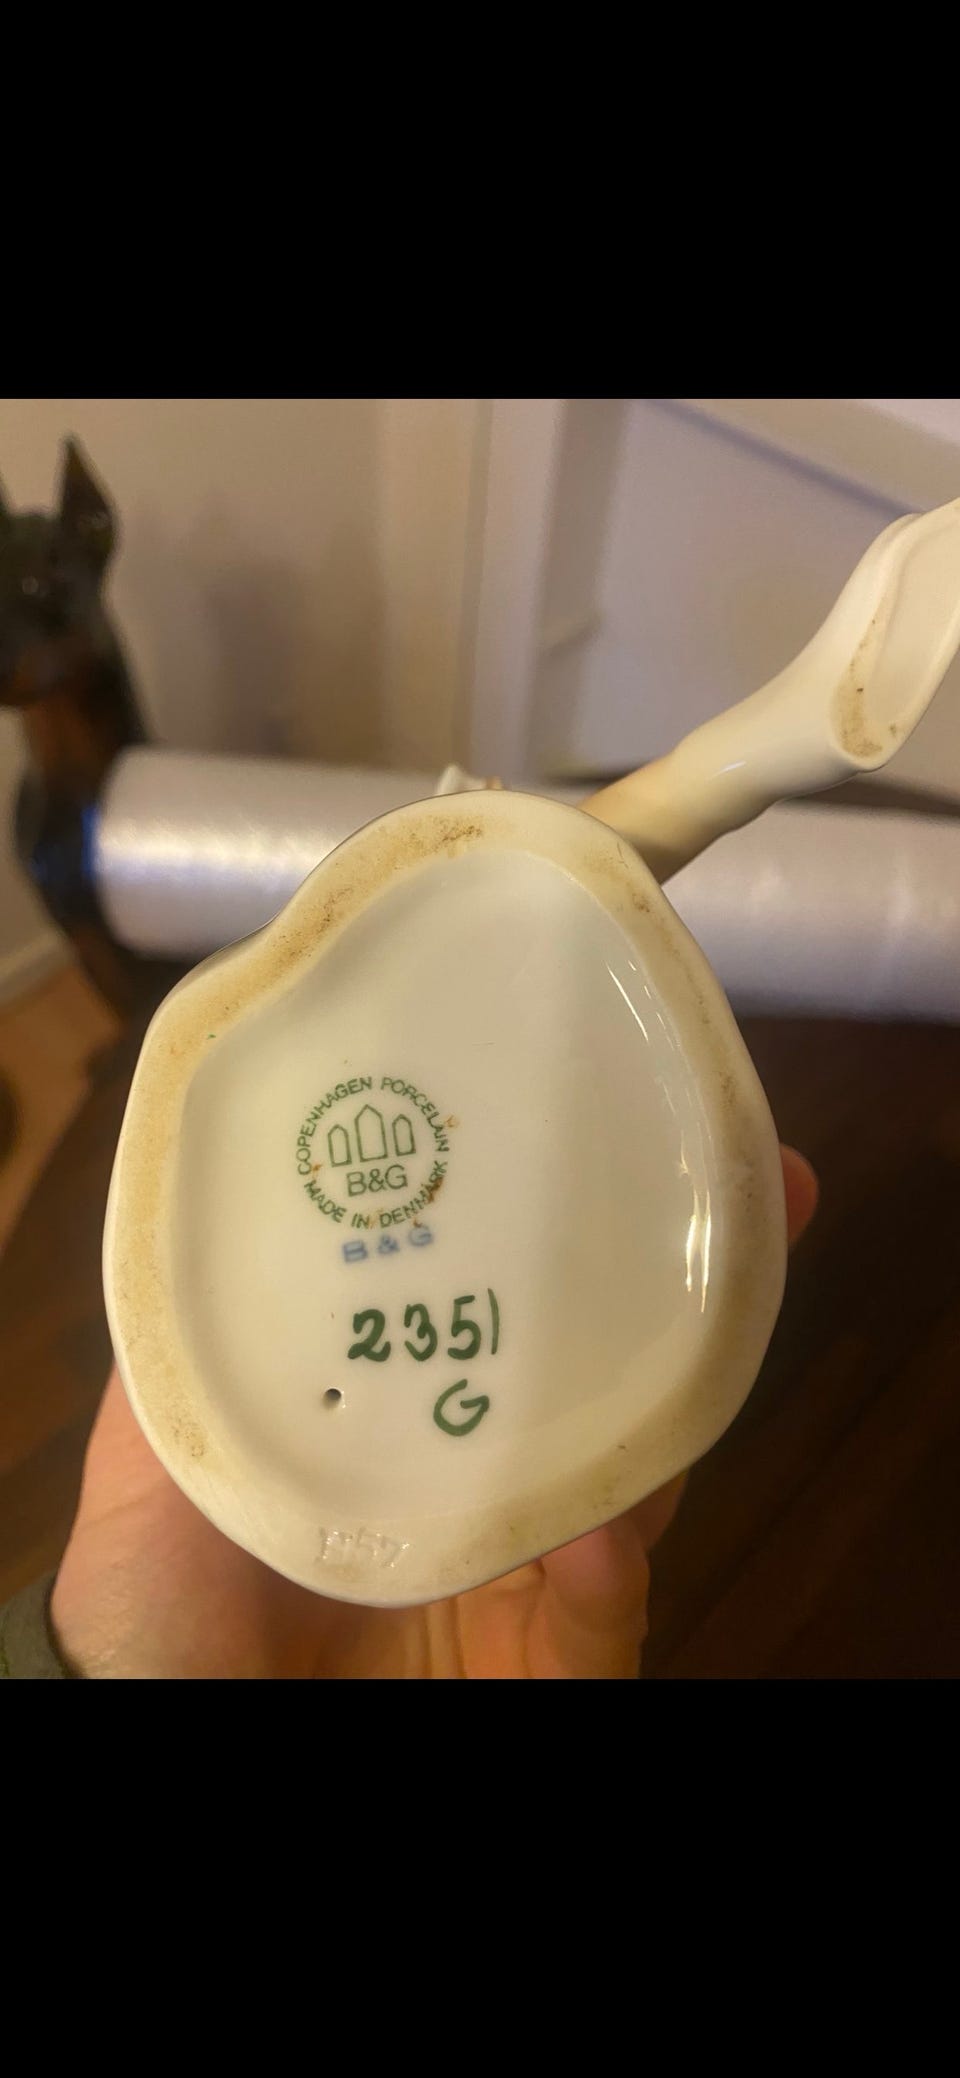 COPENHAGEN PORCELAIN
B&G
MADE IN DENMARK
B & G
2351
G